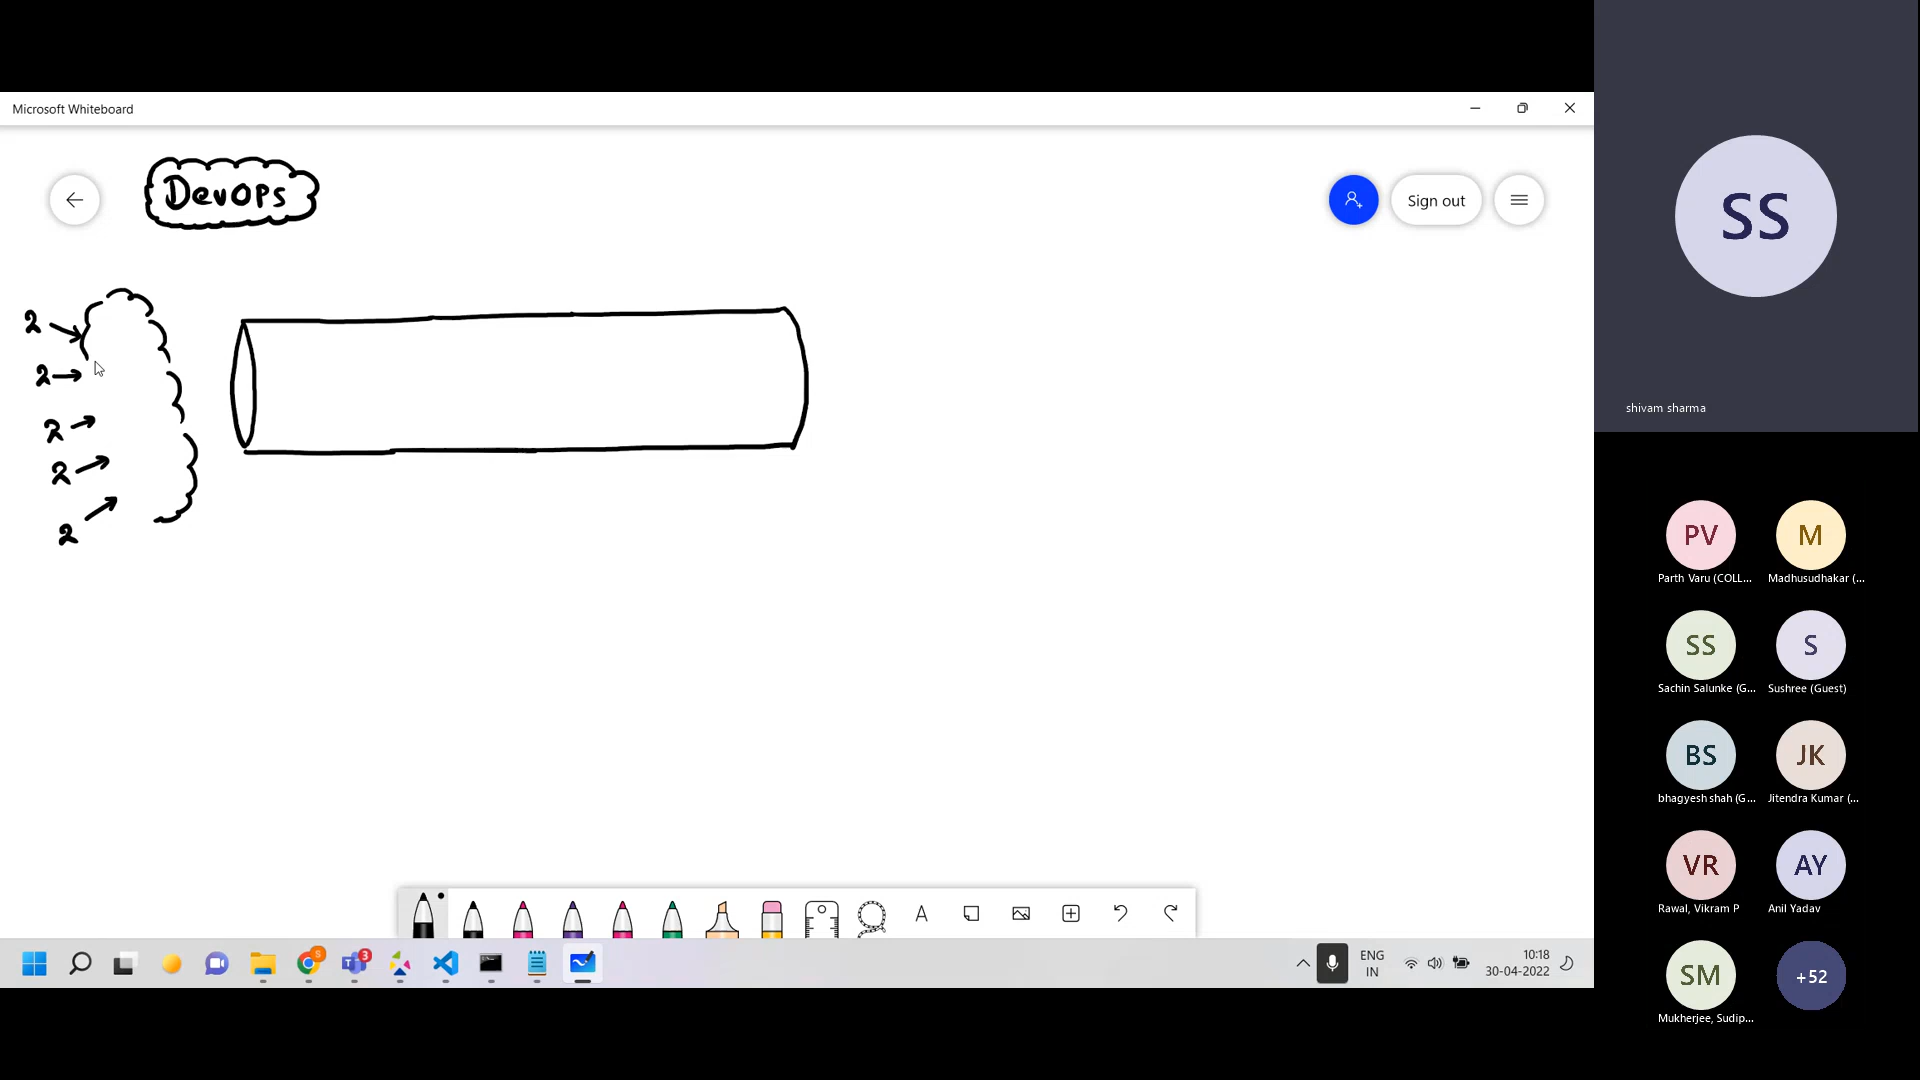 Microsoft Whiteboard
DevOps
Sign out
2
2
2
2
2
SS
shivam sharma
PV
M
Parth Varu (COLL...
Madhusudhakar (...
SS
S
Sachin Salunke (G...
Sushree (Guest)
BS
JK
bhagyesh shah (G...
Jitendra Kumar (...
VR
AY
Rawal, Vikram P
Anil Yadav
SM
+52
Mukherjee, Sudip...
A
S
3
ENG
IN
10:18
30-04-2022